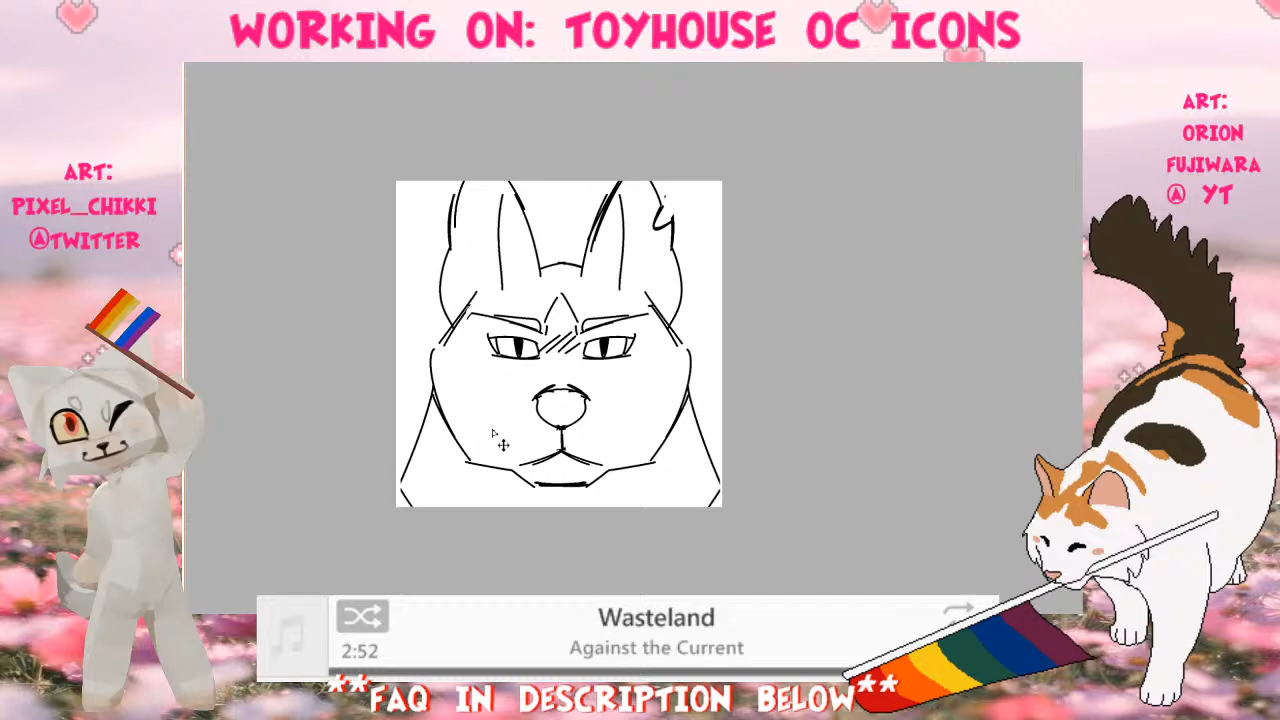 WORKING ON: TOYHOUSE OC ICONS
ART:
PIXEL_CHIKKI
@TWITTER
ART:
ORION
FUJIWARA
@ YT
Wasteland
2:52
Against the Current
**FAQ IN DESCRIPTION BELOW**